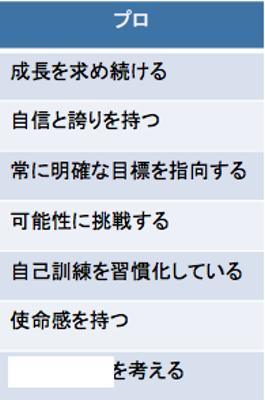 プロ
成長を求め続ける
自信と誇りを持つ
常に明確な目標を指向する
可能性に挑戦する
自己訓練を習慣化している
使命感を持つ
を考える